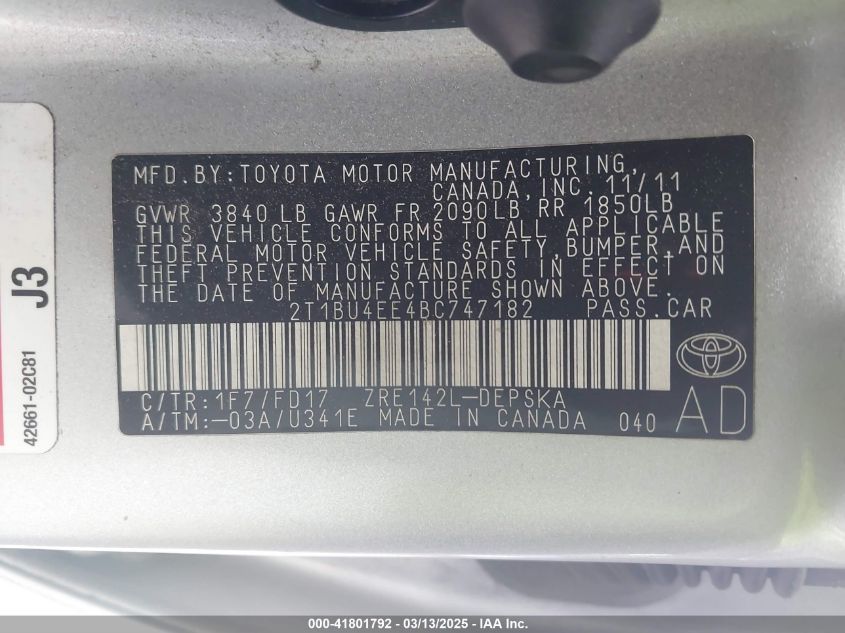 MFD.BY:TOYOTA MOTOR MANUFACTURING,
CANADA,INC. 11/11
GVWR 3840 LB GAWR FR 2090LB RR 1850LB
THIS VEHICLE CONFORMS TO ALL APPLICABLE
FEDERAL MOTOR VEHICLE SAFETY,BUMPER,AND
THEFT PREVENTION STANDARDS IN EFFECT ON
THE DATE OF MANUFACTURE SHOWN ABOVE.
2T1BU4EE4BC747182 PASS.CAR
C/TR:1F7/FD17 ZRE142L-DEPSKA
A/TM:-03A/U341E MADE IN CANADA 040
AD
J3
42661-02C81
000-41801792 - 03/13/2025 - IAA Inc.